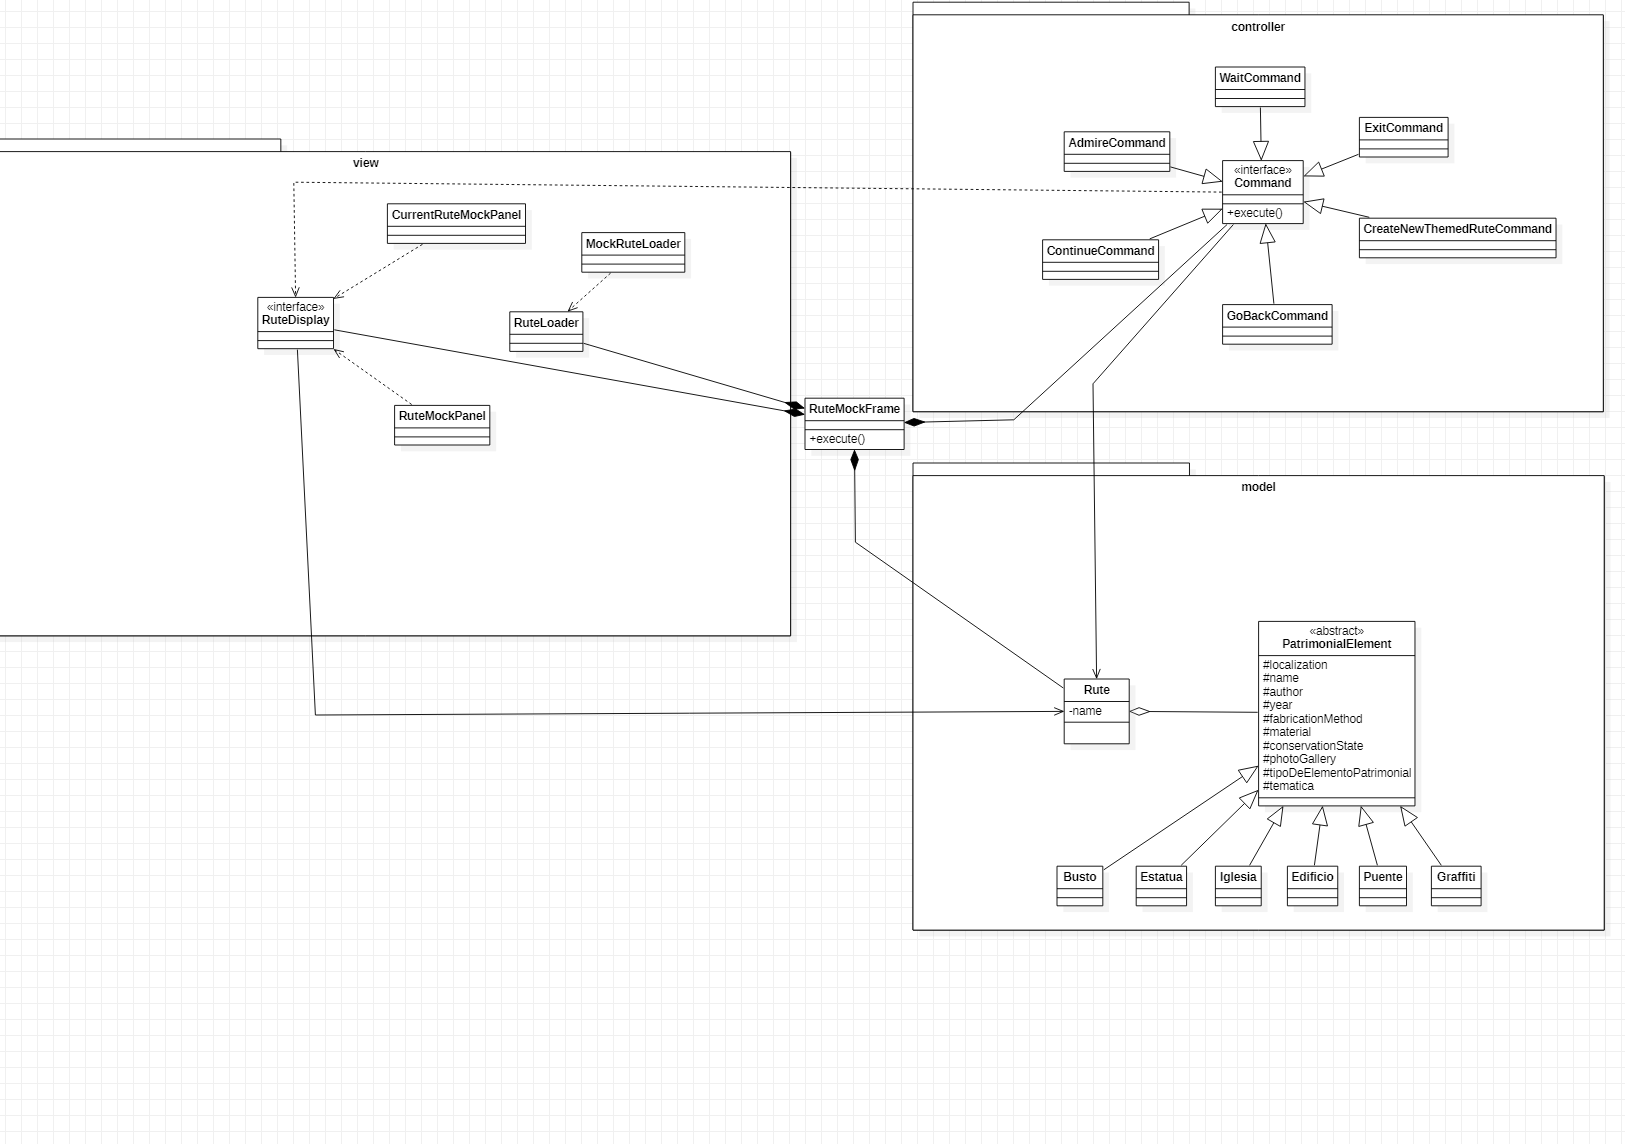 controller
WaitCommand
AdmireCommand
ExitCommand
«interface»
Command
+execute()
ContinueCommand
CreateNewThemedRuteCommand
GoBackCommand
view
CurrentRuteMockPanel
MockRuteLoader
«interface»
RuteDisplay
RuteLoader
RuteMockPanel
RuteMockFrame
+execute()
model
Rute
-name
«abstract»
PatrimonialElement
#localization
#name
#author
#year
#fabricationMethod
#material
#conservationState
#photoGallery
#tipoDeElementoPatrimonial
#tematica
Busto
Estatua
Iglesia
Edificio
Puente
Graffiti